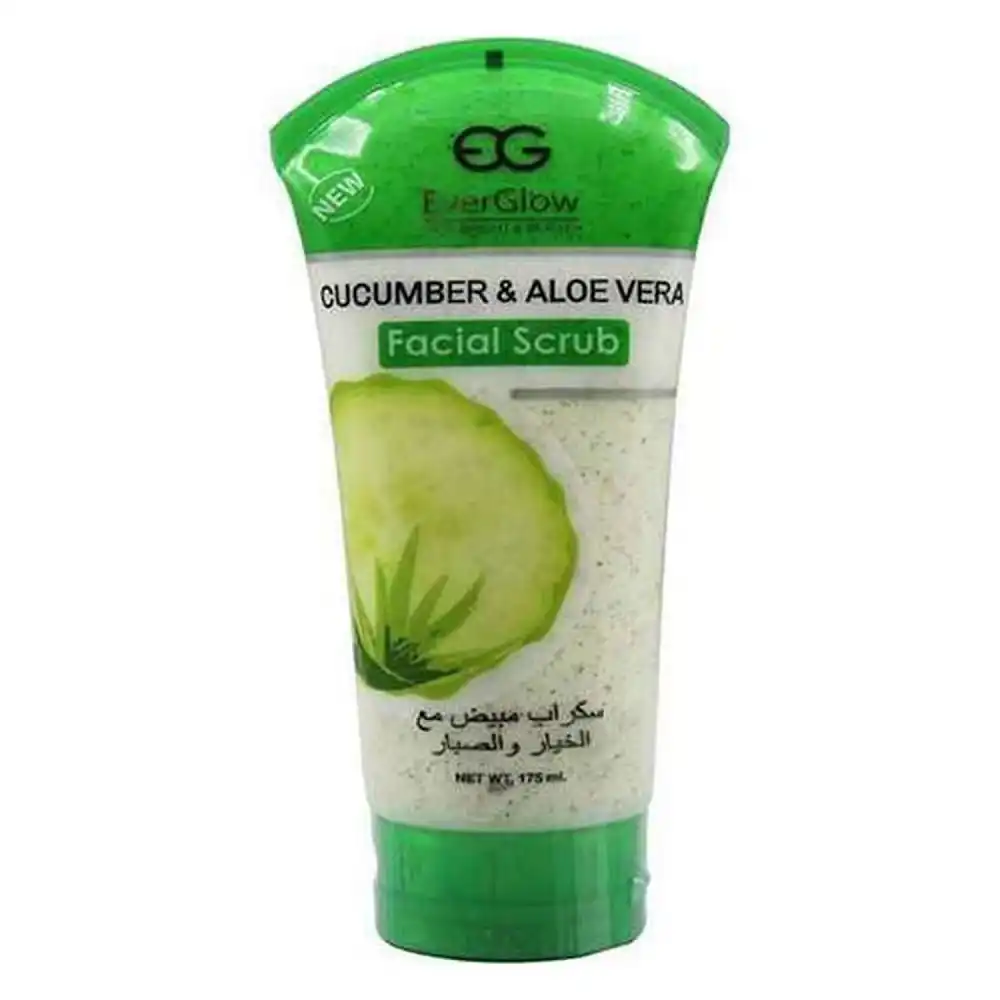 EG
NEW
EverGlow
CUCUMBER & ALOE VERA
Facial Scrub
سكراب مبيض مع
الخيار والصبار
NET WT. 175 ml.